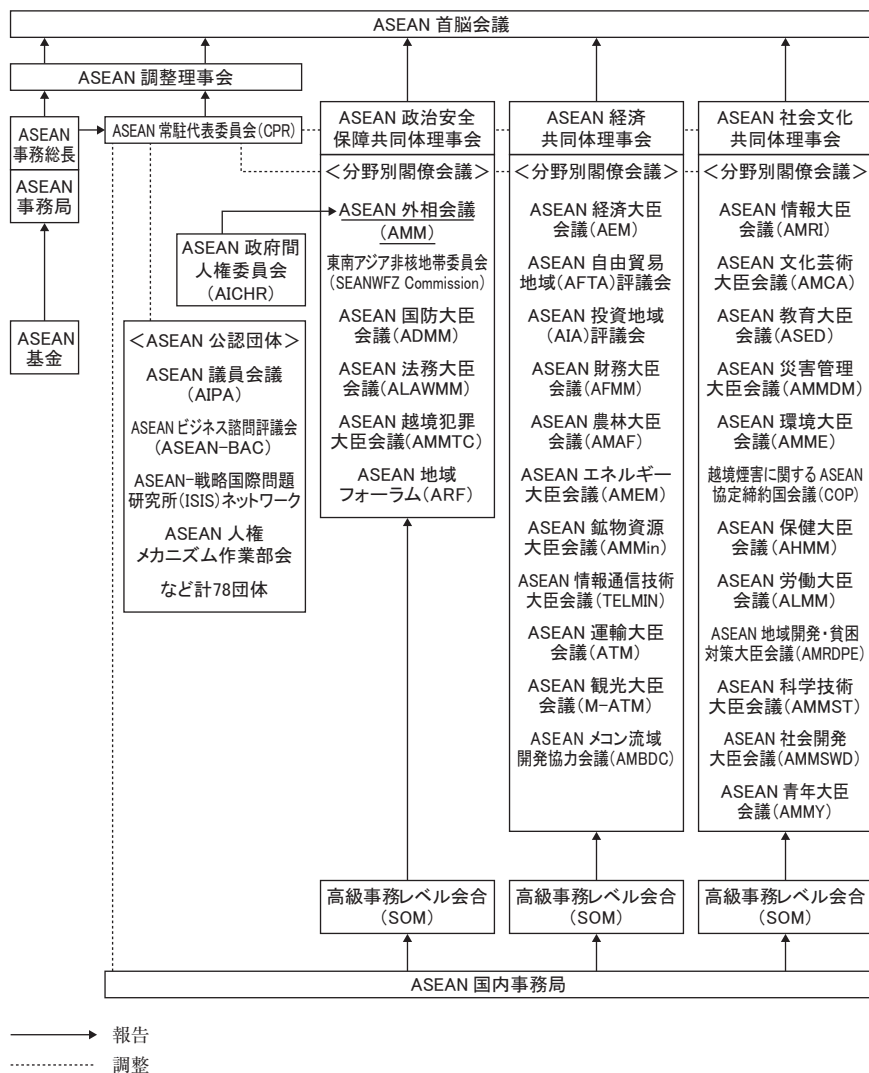 ASEAN 首脳会議
ASEAN 調整理事会
ASEAN
事務総長
ASEAN
事務局
ASEAN
基金
ASEAN 常駐代表委員会(CPR)
ASEAN 政府間
人権委員会
(AICHR)
<ASEAN 公認団体>
ASEAN 議員会議
(AIPA)
ASEAN ビジネス諮問評議会
(ASEAN-BAC)
ASEAN-戦略国際問題
研究所(ISIS)ネットワーク
ASEAN 人権
メカニズム作業部会
など計78団体
ASEAN 政治安全
保障共同体理事会
<分野別閣僚会議>
ASEAN 外相会議
(AMM)
東南アジア非核地帯委員会
(SEANWFZ Commission)
ASEAN 国防大臣
会議(ADMM)
ASEAN 法務大臣
会議(ALAWMM)
ASEAN 越境犯罪
大臣会議(AMMTC)
ASEAN 地域
フォーラム(ARF)
高級事務レベル会合
(SOM)
ASEAN 経済
共同体理事会
<分野別閣僚会議>
ASEAN 経済大臣
会議(AEM)
ASEAN 自由貿易
地域(AFTA)評議会
ASEAN 投資地域
(AIA)評議会
ASEAN 財務大臣
会議(AFMM)
ASEAN 農林大臣
会議(AMAF)
ASEAN エネルギー
大臣会議(AMEM)
ASEAN 鉱物資源
大臣会議(AMMin)
ASEAN 情報通信技術
大臣会議(TELMIN)
ASEAN 運輸大臣
会議(ATM)
ASEAN 観光大臣
会議(M-ATM)
ASEAN メコン流域
開発協力会議(AMBDC)
高級事務レベル会合
(SOM)
ASEAN 社会文化
共同体理事会
<分野別閣僚会議>
ASEAN 情報大臣
会議(AMRI)
ASEAN 文化芸術
大臣会議(AMCA)
ASEAN 教育大臣
会議(ASED)
ASEAN 災害管理
大臣会議(AMMDM)
ASEAN 環境大臣
会議(AMME)
越境煙害に関する ASEAN
協定締約国会議(COP)
ASEAN 保健大臣
会議(AHMM)
ASEAN 労働大臣
会議(ALMM)
ASEAN 地域開発・貧困
対策大臣会議(AMRDPE)
ASEAN 科学技術
大臣会議(AMMST)
ASEAN 社会開発
大臣会議(AMMSWD)
ASEAN 青年大臣
会議(AMMY)
高級事務レベル会合
(SOM)
ASEAN 国内事務局
報告
調整